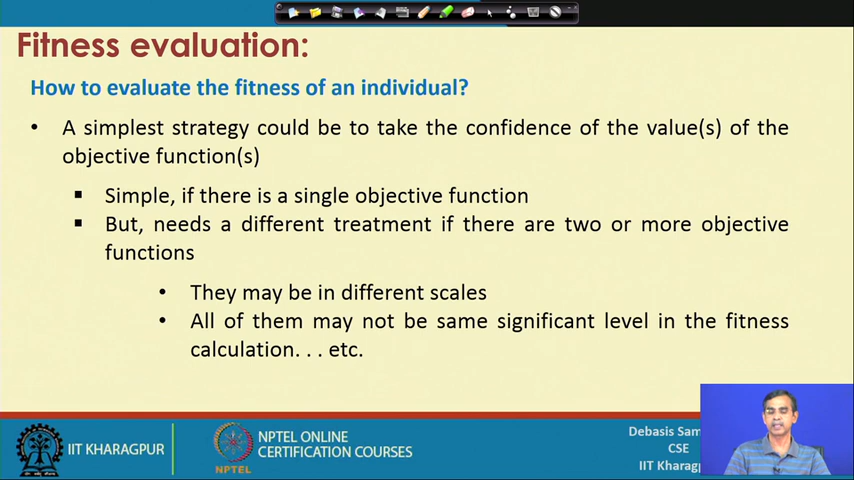 Fitness evaluation:
How to evaluate the fitness of an individual?
• A simplest strategy could be to take the confidence of the value(s) of the
objective function(s)
▪ Simple, if there is a single objective function
▪ But, needs a different treatment if there are two or more objective
functions
• They may be in different scales
• All of them may not be same significant level in the fitness
calculation. . . etc.
IIT KHARAGPUR
NPTEL
NPTEL ONLINE
CERTIFICATION COURSES
Debasis Sam
CSE
IIT Kharagp